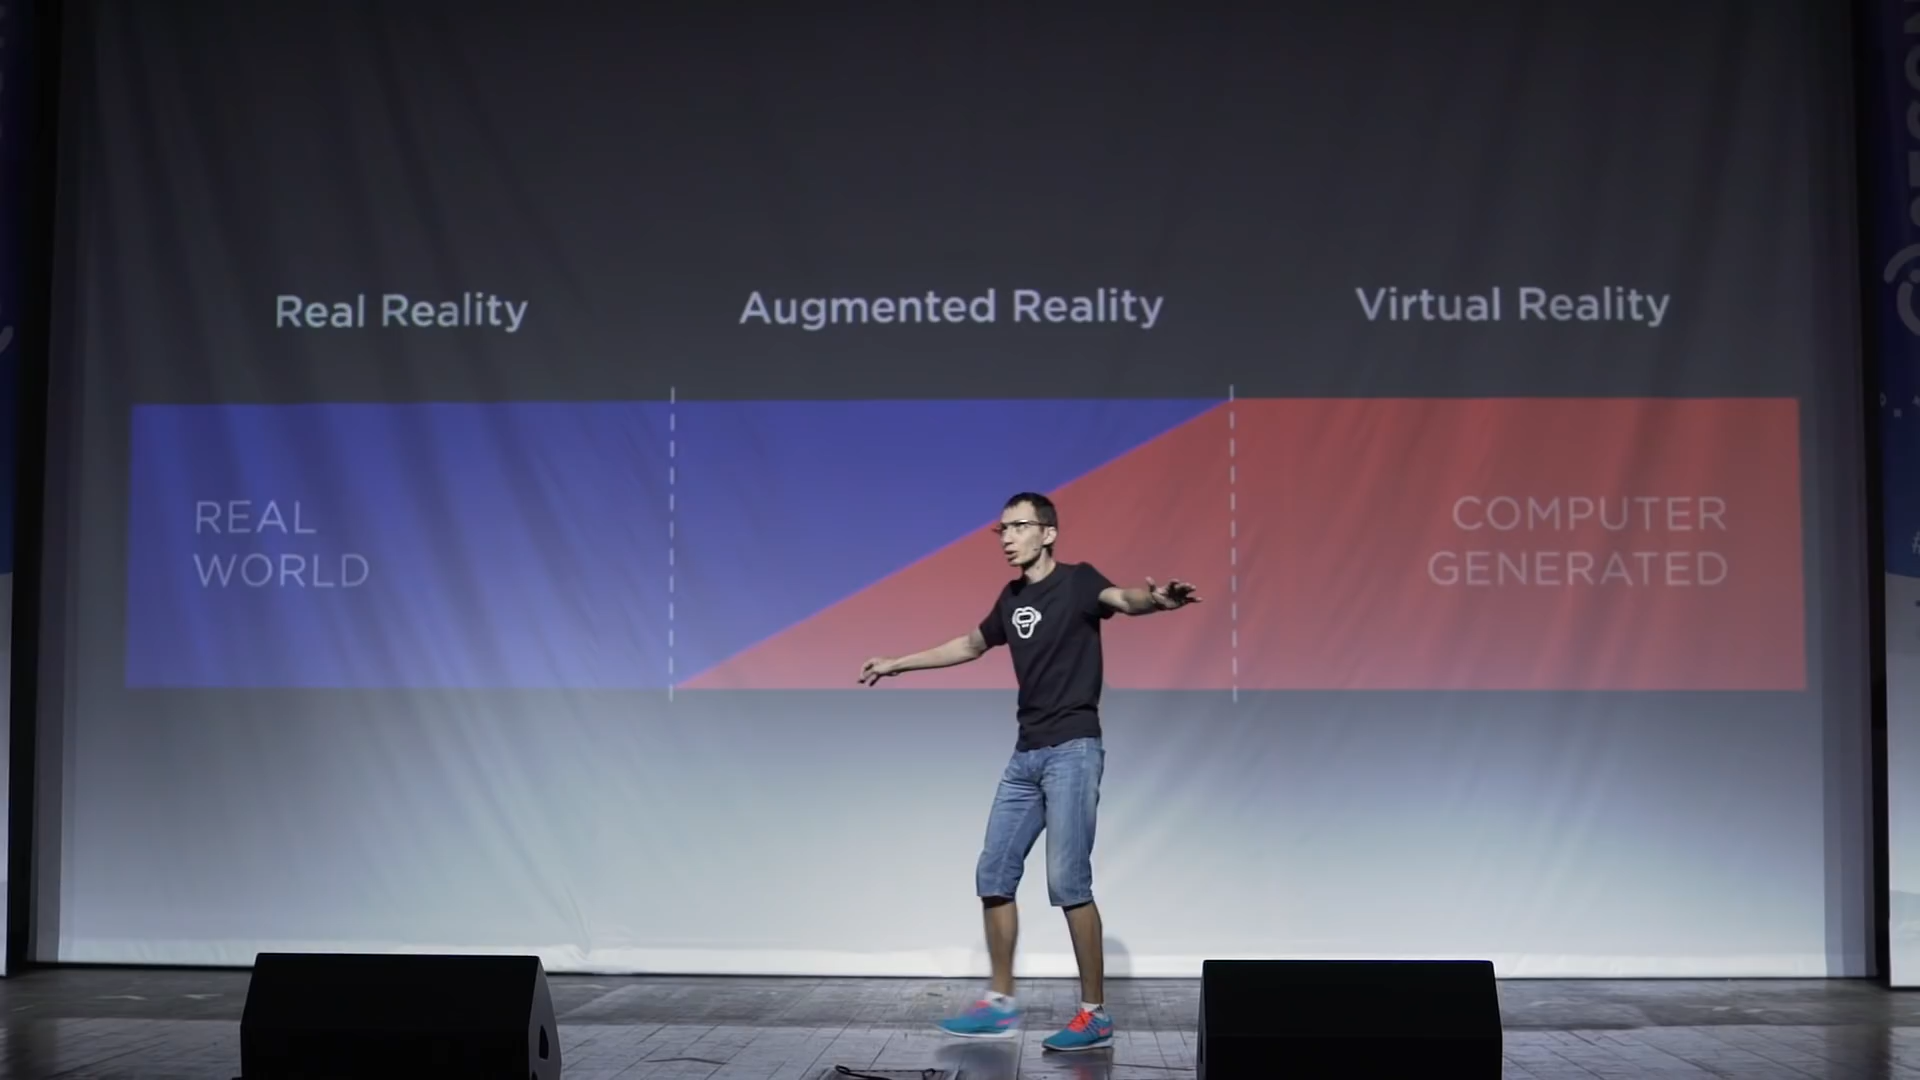 Real Reality
Augmented Reality
Virtual Reality
REAL
WORLD
COMPUTER
GENERATED